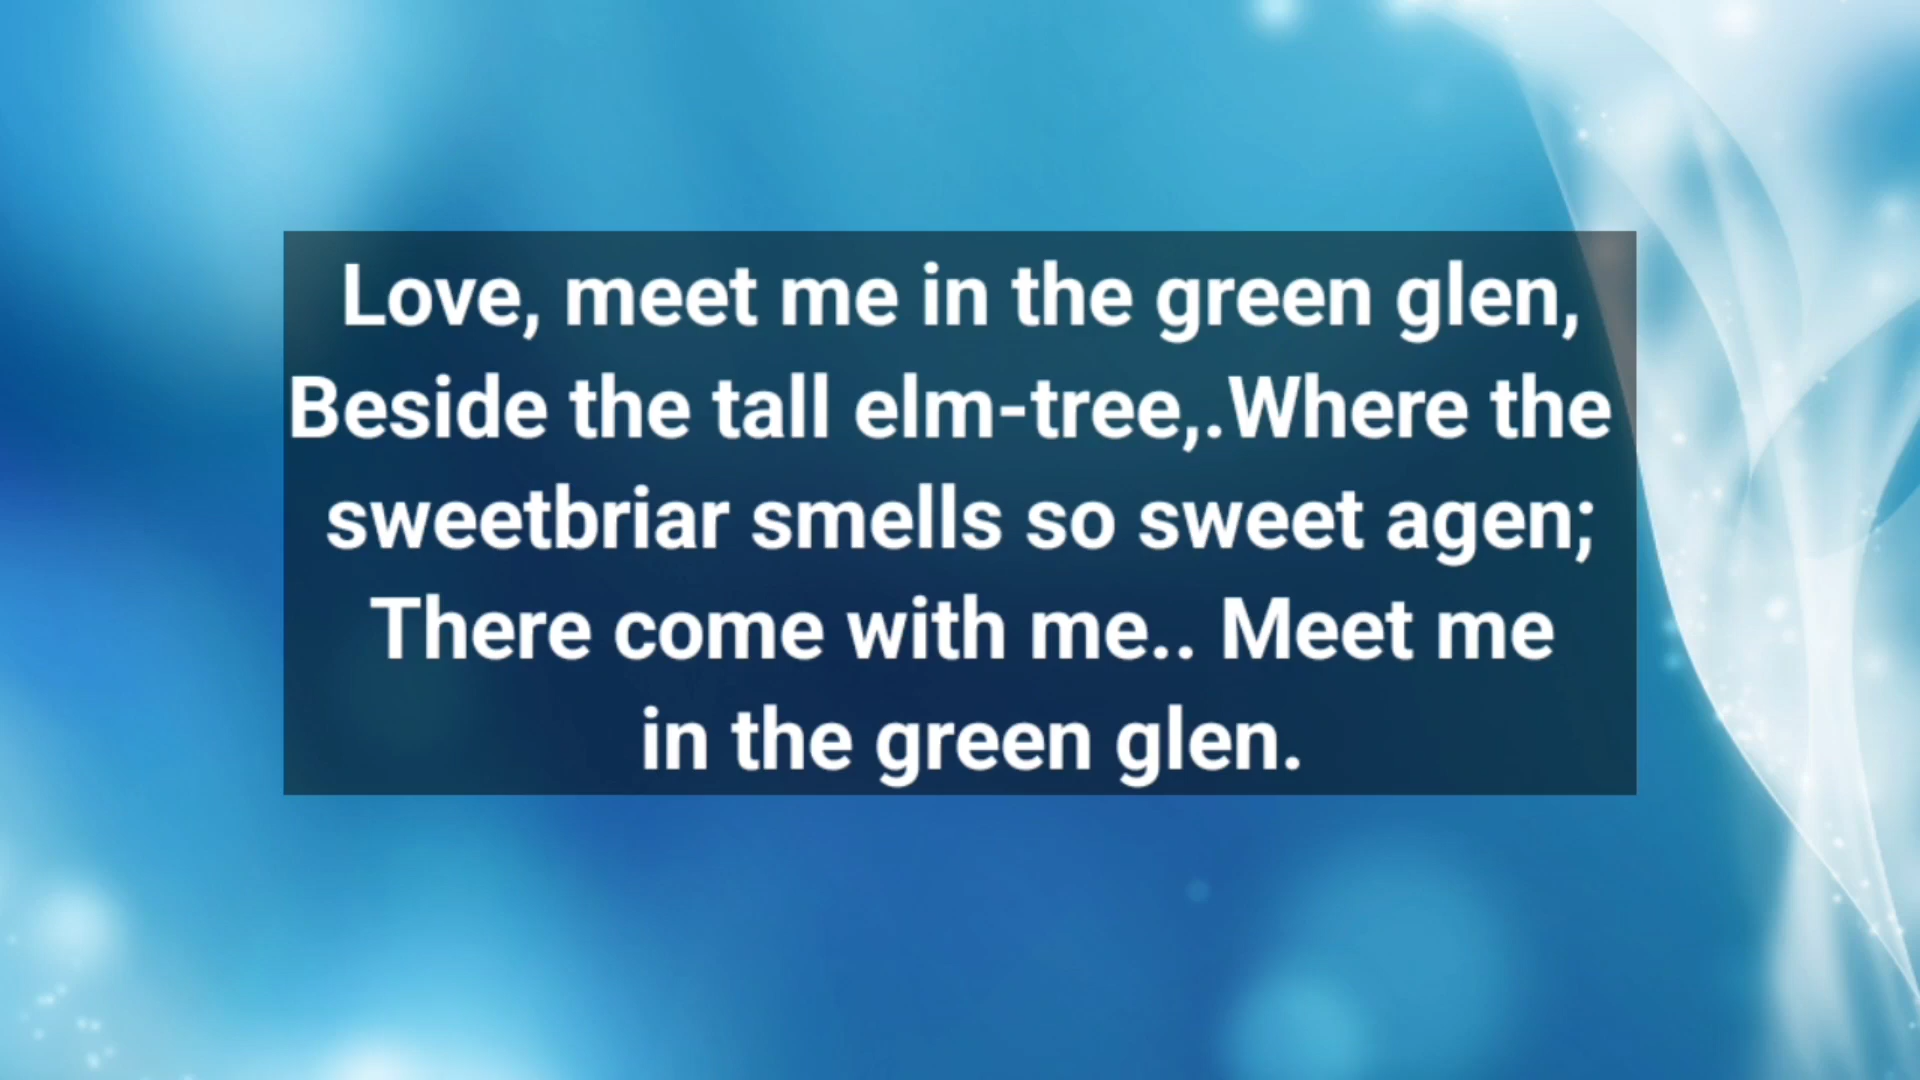 Love, meet me in the green glen,
Beside the tall elm-tree,.Where the
sweetbriar smells so sweet agen;
There come with me.. Meet me
in the green glen.